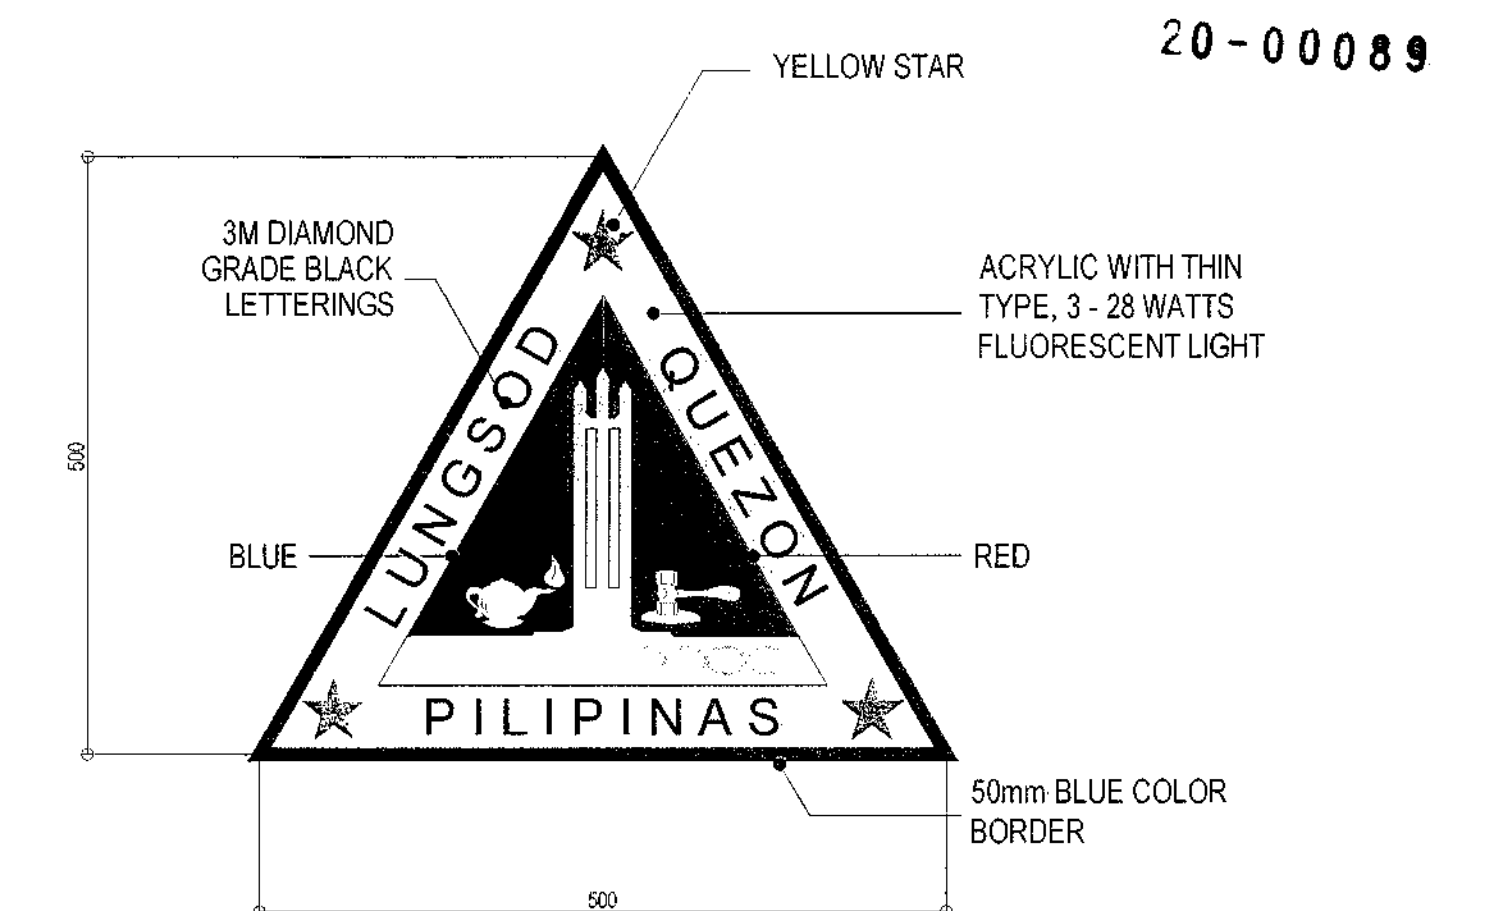 20-00089
YELLOW STAR
3M DIAMOND
GRADE BLACK
LETTERINGS
ACRYLIC WITH THIN
TYPE, 3 - 28 WATTS
FLUORESCENT LIGHT
LUNGSOD
QUEZON
500
BLUE
RED
PILIPINAS
50mm BLUE COLOR
BORDER
500